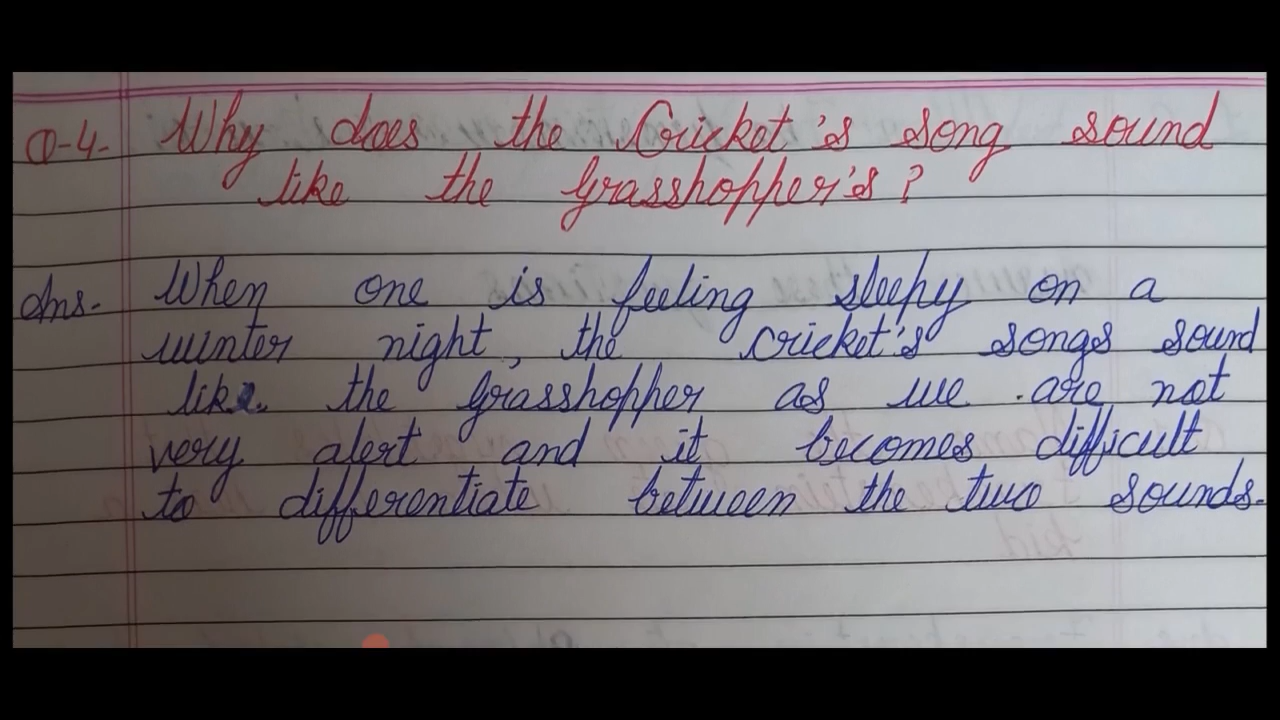 Q-4- Why does the Cricket's song sound
like the Grasshopper's?
Ans- When one is feeling sleepy on a
winter night, the cricket's songs sound
like the Grasshopper as we are not
very alert and it becomes difficult
to differentiate between the two sounds.